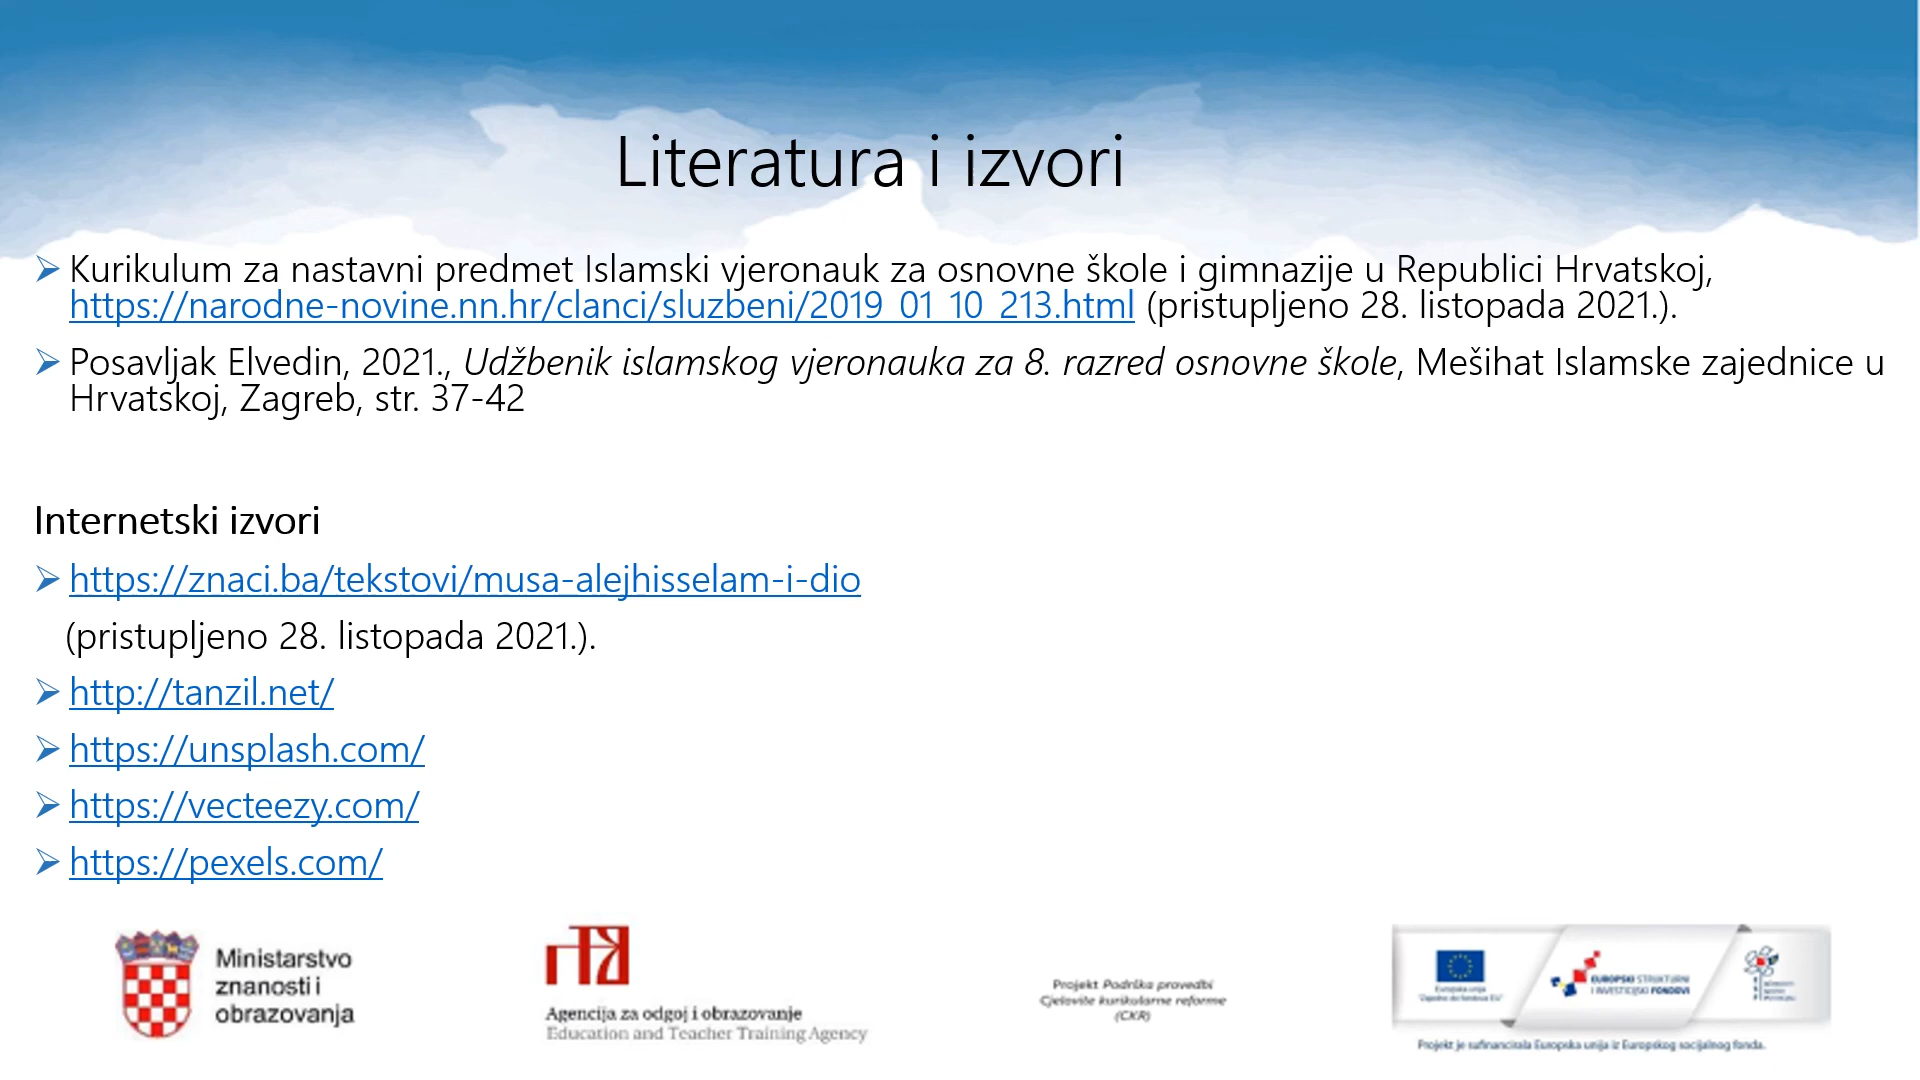 Literatura i izvori
Kurikulum za nastavni predmet Islamski vjeronauk za osnovne škole i gimnazije u Republici Hrvatskoj,
https://narodne-novine.nn.hr/clanci/sluzbeni/2019_01_10_213.html (pristupljeno 28. listopada 2021.).
Posavljak Elvedin, 2021., Udžbenik islamskog vjeronauka za 8. razred osnovne škole, Mešihat Islamske zajednice u
Hrvatskoj, Zagreb, str. 37-42
Internetski izvori
https://znaci.ba/tekstovi/musa-alejhisselam-i-dio
(pristupljeno 28. listopada 2021.).
http://tanzil.net/
https://unsplash.com/
https://vecteezy.com/
https://pexels.com/
Ministarstvo
znanosti i
obrazovanja
Agencija za odgoj i obrazovanje
Education and Teacher Training Agency
Projekt Podrška provedbi
Cjelovite kurikularne reforme
(CKR)
Europska unija
EUROPSKI STRUKTURNI
I INVESTICIJSKI FONDOVI
Projekt je sufinancirala Europska unija iz Europskog socijalnog fonda.